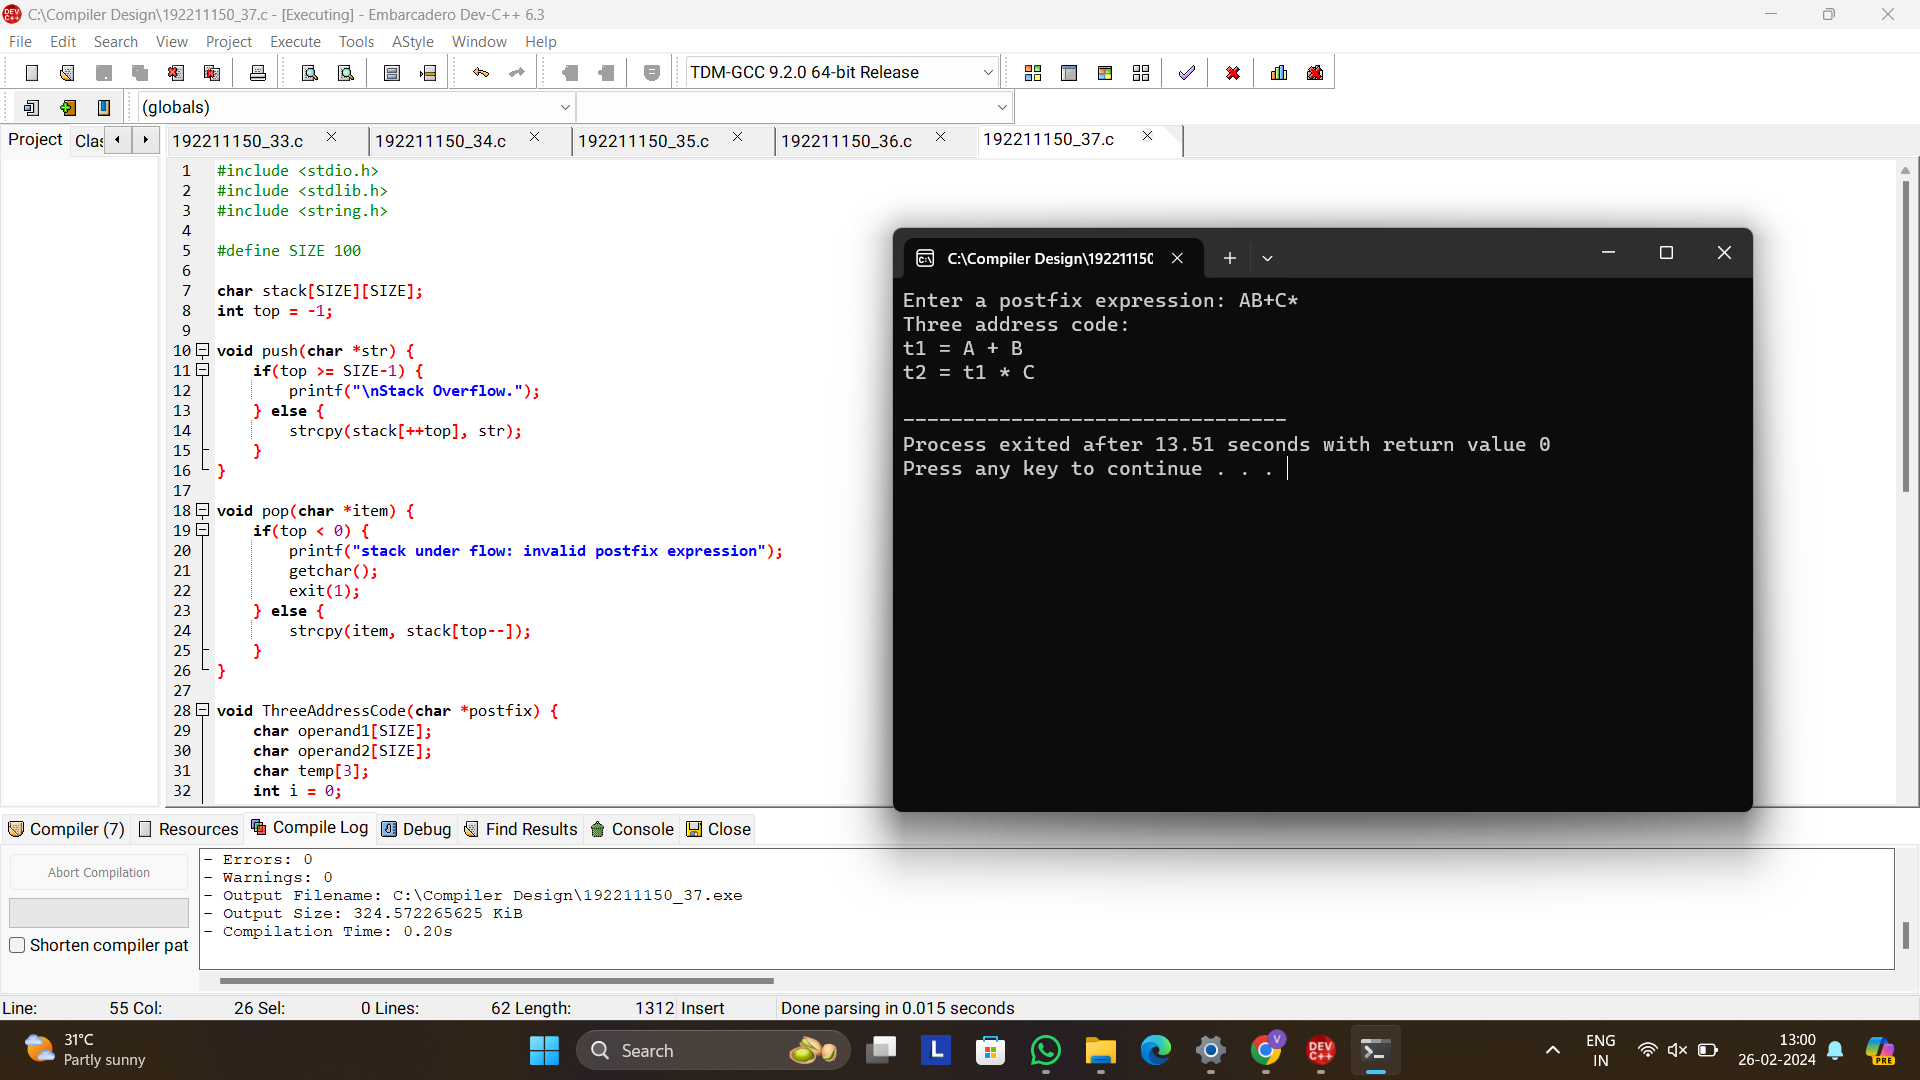 C:\Compiler Design\192211150_37.c - [Executing] - Embarcadero Dev-C++ 6.3
File Edit Search View Project Execute Tools AStyle Window Help
TDM-GCC 9.2.0 64-bit Release
(globals)
Project Clas 192211150_33.c 192211150_34.c 192211150_35.c 192211150_36.c 192211150_37.c
1 #include <stdio.h>
2 #include <stdlib.h>
3 #include <string.h>
4
5 #define SIZE 100
6
7 char stack[SIZE][SIZE];
8 int top = -1;
9
10 void push(char *str) {
11 if(top >= SIZE-1) {
12 printf("\nStack Overflow.");
13 } else {
14 strcpy(stack[++top], str);
15 }
16 }
17
18 void pop(char *item) {
19 if(top < 0) {
20 printf("stack under flow: invalid postfix expression");
21 getchar();
22 exit(1);
23 } else {
24 strcpy(item, stack[top--]);
25 }
26 }
27
28 void ThreeAddressCode(char *postfix) {
29 char operand1[SIZE];
30 char operand2[SIZE];
31 char temp[3];
32 int i = 0;
C:\Compiler Design\19221115(
Enter a postfix expression: AB+C*
Three address code:
t1 = A + B
t2 = t1 * C
--------------------------------
Process exited after 13.51 seconds with return value 0
Press any key to continue . . .
Compiler (7) Resources Compile Log Debug Find Results Console Close
Abort Compilation
Shorten compiler pat
- Errors: 0
- Warnings: 0
- Output Filename: C:\Compiler Design\192211150_37.exe
- Output Size: 324.572265625 KiB
- Compilation Time: 0.20s
Line: 55 Col: 26 Sel: 0 Lines: 62 Length: 1312 Insert Done parsing in 0.015 seconds
31°C
Partly sunny
Search
L
DEV C++
ENG
IN
13:00
26-02-2024
PRE